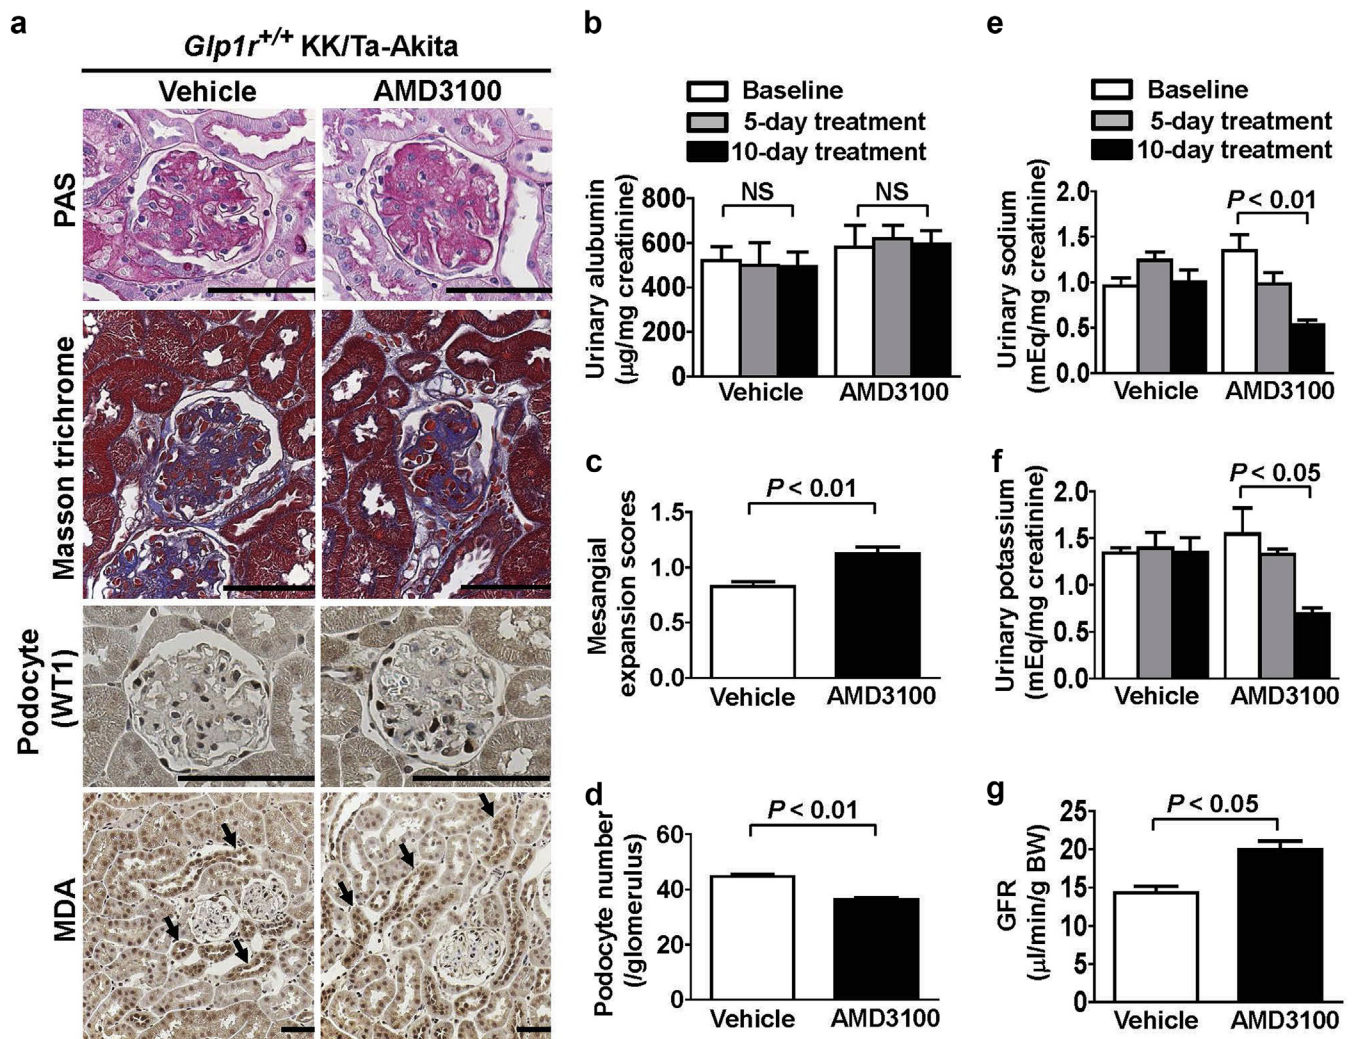 a
Glp1r+/+ KK/Ta-Akita
Vehicle
AMD3100
PAS
Masson trichrome
Podocyte
(WT1)
MDA
b
Baseline
5-day treatment
10-day treatment
Urinary alubumin
(µg/mg creatinine)
800
600
400
200
0
NS
NS
Vehicle
AMD3100
c
P < 0.01
Mesangial
expansion scores
1.5
1.0
0.5
0.0
Vehicle
AMD3100
d
P < 0.01
Podocyte number
(/glomerulus)
60
40
20
0
Vehicle
AMD3100
e
Baseline
5-day treatment
10-day treatment
Urinary sodium
(mEq/mg creatinine)
2.0
1.5
1.0
0.5
0.0
P < 0.01
Vehicle
AMD3100
f
P < 0.05
Urinary potassium
(mEq/mg creatinine)
2.0
1.5
1.0
0.5
0.0
Vehicle
AMD3100
g
P < 0.05
GFR
(µl/min/g BW)
25
20
15
10
5
0
Vehicle
AMD3100